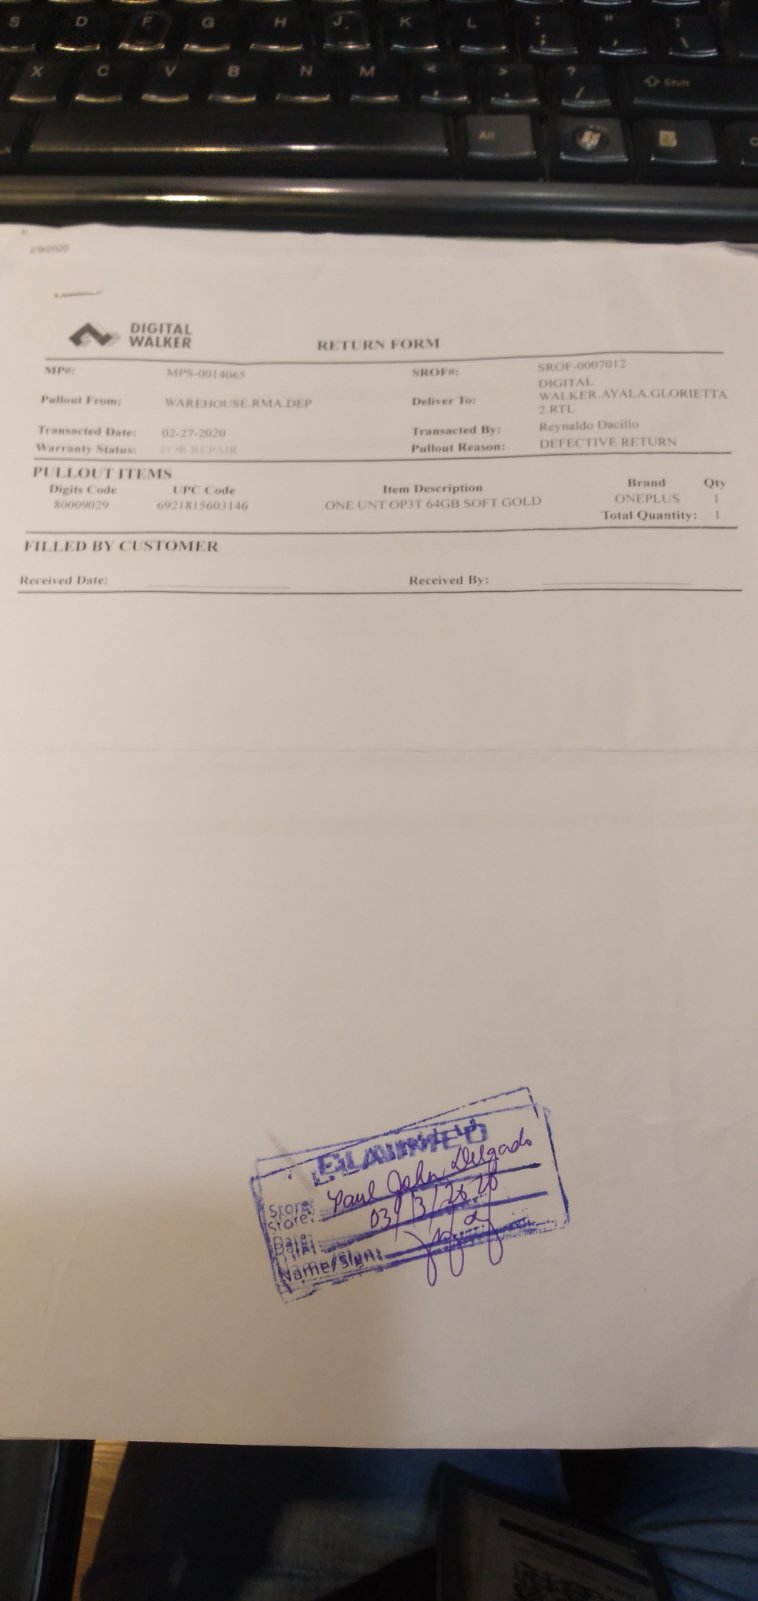 S D F G H J K L : ; " ' | \
X C V B N M < , > . ? / Shift
Alt
2/9/2020
DIGITAL
WALKER
RETURN FORM
MP#: MPS-0014065 SROF#: SROF-0007012
Pullout From: WAREHOUSE.RMA.DEP Deliver To: DIGITAL
WALKER.AYALA.GLORIETTA
2.RTL
Transacted Date: 02-27-2020 Transacted By: Reynaldo Dacillo
Warranty Status: FOR REPAIR Pullout Reason: DEFECTIVE RETURN
PULLOUT ITEMS
Digits Code UPC Code Item Description Brand Qty
80009029 6921815603146 ONE UNT OP3T 64GB SOFT GOLD ONEPLUS 1
Total Quantity: 1
FILLED BY CUSTOMER
Received Date: Received By:
CLAIMED
Store: Paul John Delgado
Date: 03/3/2020
Name/Sign: